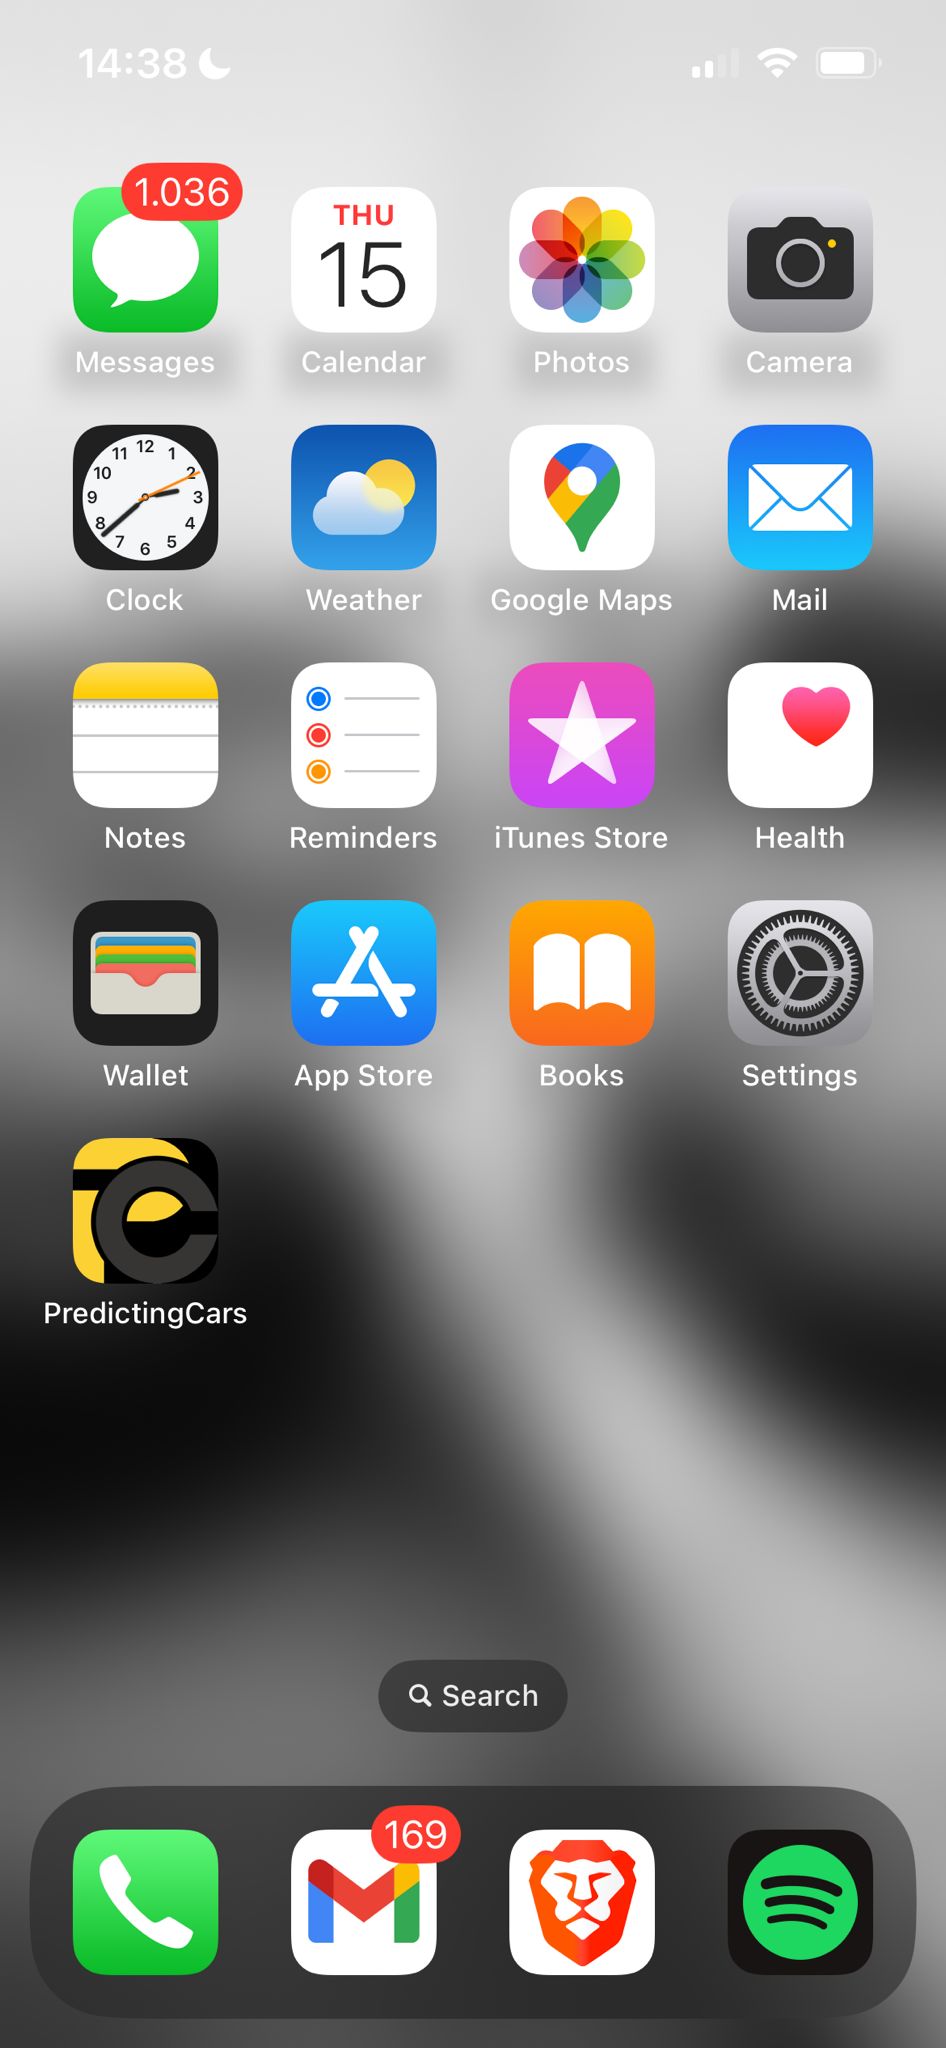 14:38
1.036
THU
15
Messages
Calendar
Photos
Camera
12
11
1
10
2
9
3
8
4
7
5
6
Clock
Weather
Google Maps
Mail
Notes
Reminders
iTunes Store
Health
Wallet
App Store
Books
Settings
PredictingCars
Search
169